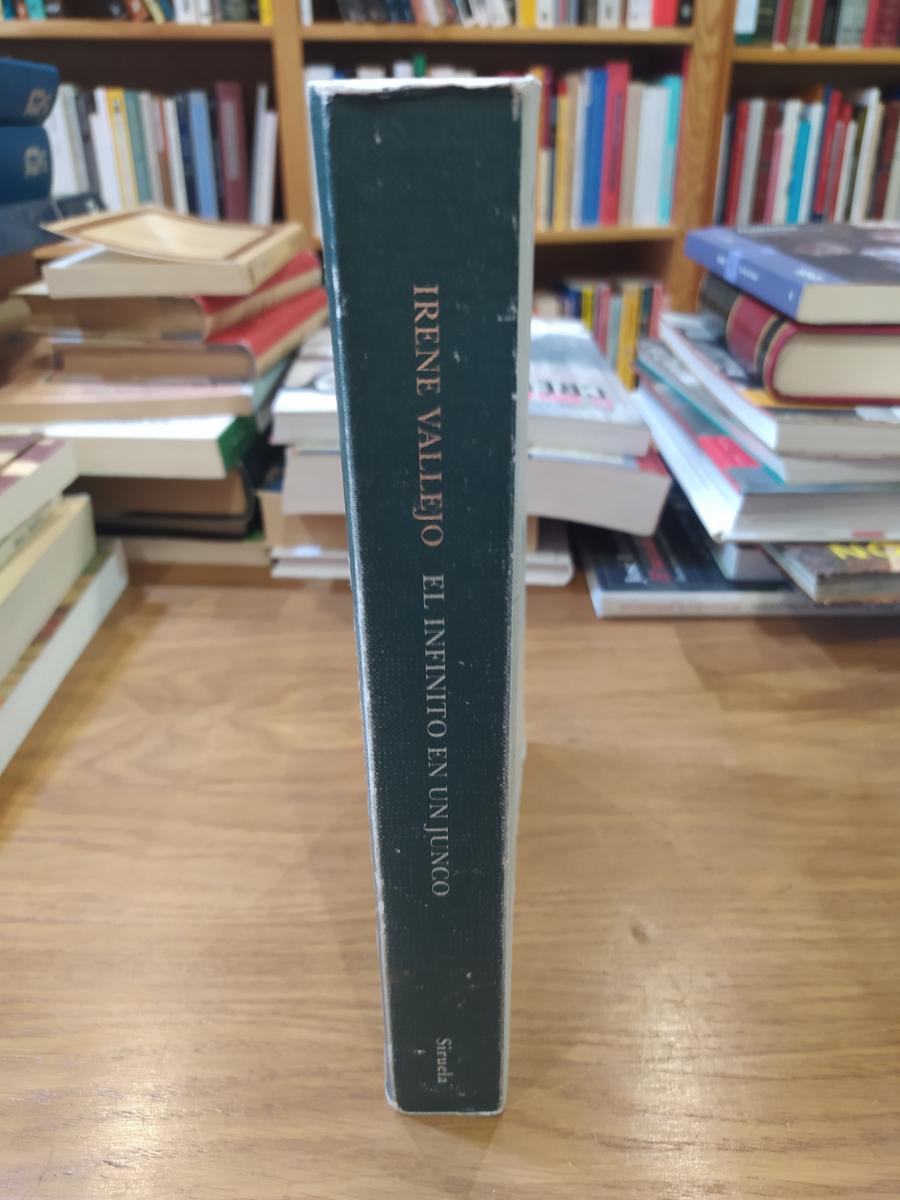 IRENE VALLEJO EL INFINITO EN UN JUNCO
Siruela